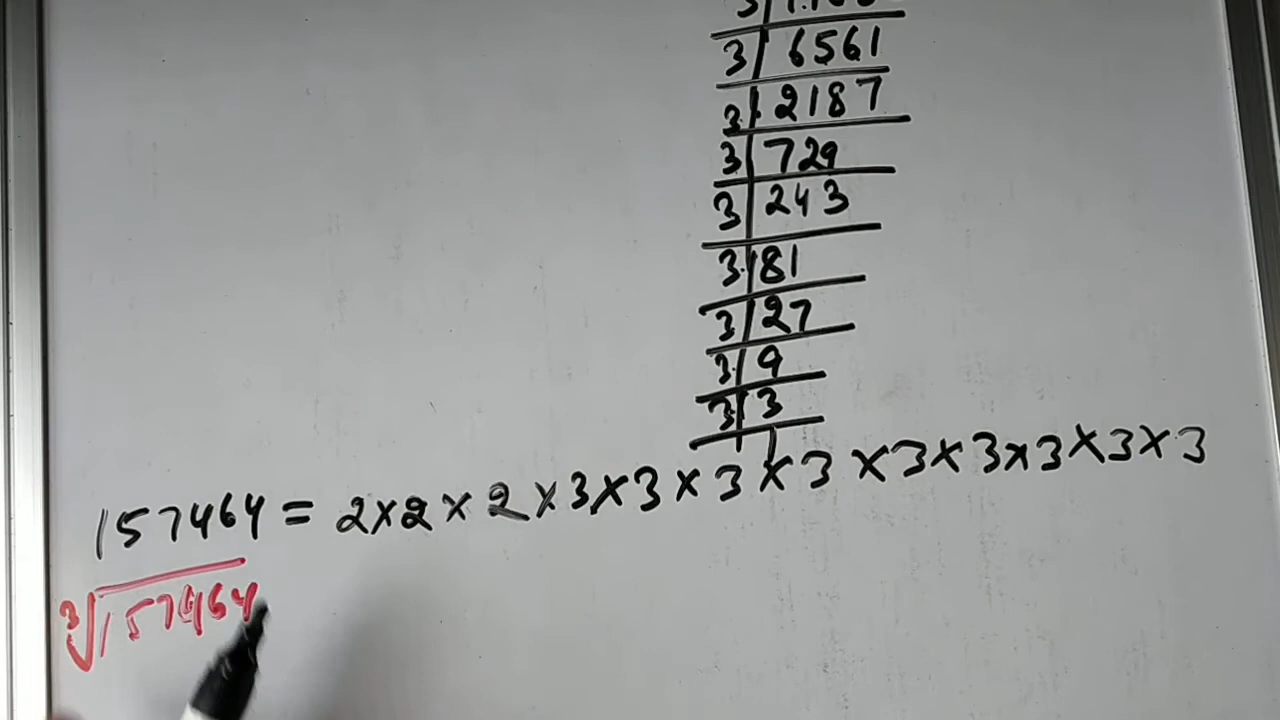 3 | 6561
3 | 2187
3 | 729
3 | 243
3 | 81
3 | 27
3 | 9
3 | 3
1
157464 = 2×2×2×3×3×3×3×3×3×3×3×3
∛157464